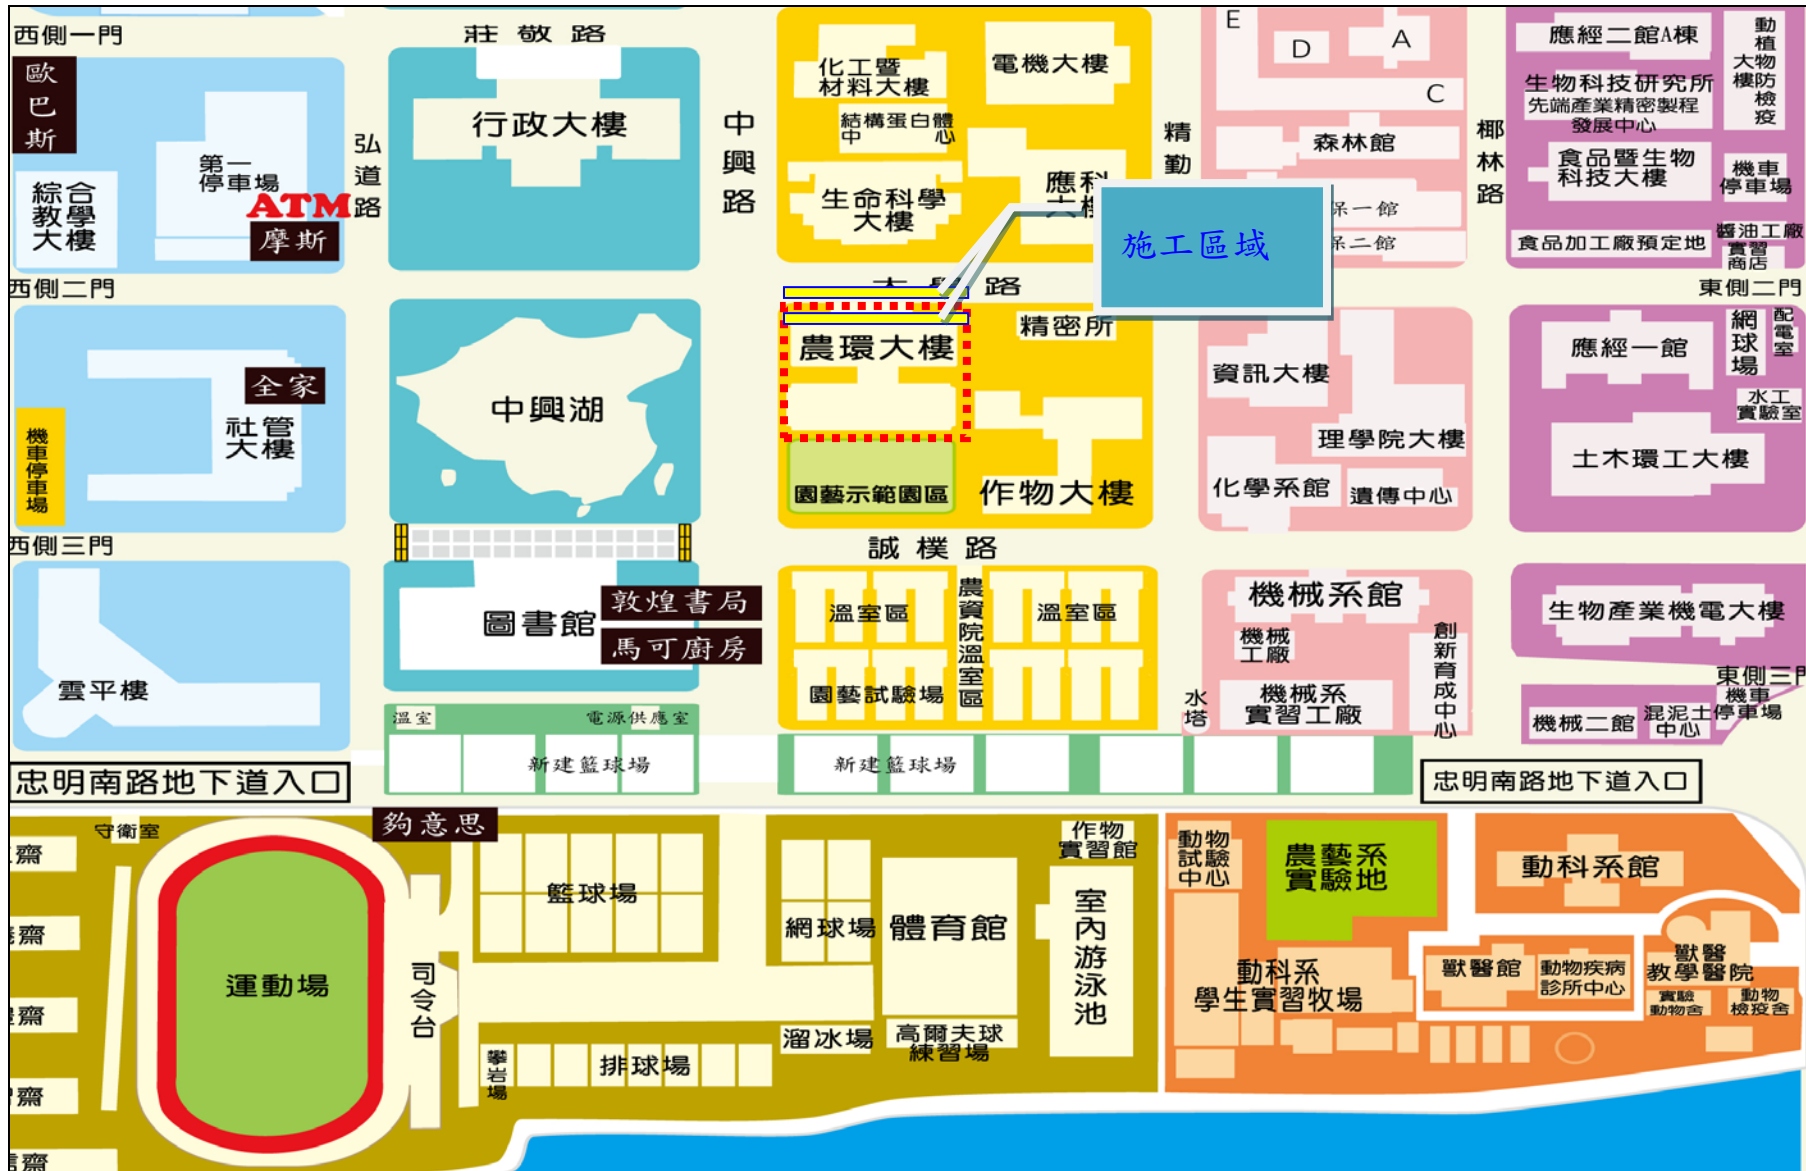 西側一門
莊敬路
歐巴斯
第一
停車場
ATM
摩斯
綜合
教學
大樓
弘道路
行政大樓
中興路
化工暨
材料大樓
電機大樓
結構蛋白體
中心
生命科學
大樓
應科
精勤
E
D
A
C
森林館
保一館
保二館
施工區域
椰林路
應經二館A棟
動植物防檢疫
大樓
生物科技研究所
先端產業精密製程
發展中心
食品暨生物
科技大樓
機車
停車場
食品加工廠預定地
醬油工廠
實習
商店
西側二門
路
東側二門
全家
社管
大樓
機車停車場
中興湖
農環大樓
精密所
園藝示範園區
作物大樓
資訊大樓
理學院大樓
化學系館
遺傳中心
應經一館
網球場
配電室
水工
實驗室
土木環工大樓
西側三門
誠樸路
雲平樓
圖書館
敦煌書局
馬可廚房
溫室區
農資院溫室區
溫室區
園藝試驗場
機械系館
機械
工廠
創新育成中心
水塔
機械系
實習工廠
生物產業機電大樓
東側三門
機車
停車場
機械二館
混泥土
中心
溫室
電源供應室
新建籃球場
新建籃球場
忠明南路地下道入口
忠明南路地下道入口
守衛室
夠意思
齋
齋
齋
齋
齋
運動場
司令台
籃球場
網球場
體育館
作物
實習館
室內游泳池
攀岩場
排球場
溜冰場
高爾夫球
練習場
動物
試驗
中心
農藝系
實驗地
動科系館
動科系
學生實習牧場
獸醫館
動物疾病
診所中心
獸醫
教學醫院
實驗
動物舍
動物
檢疫舍